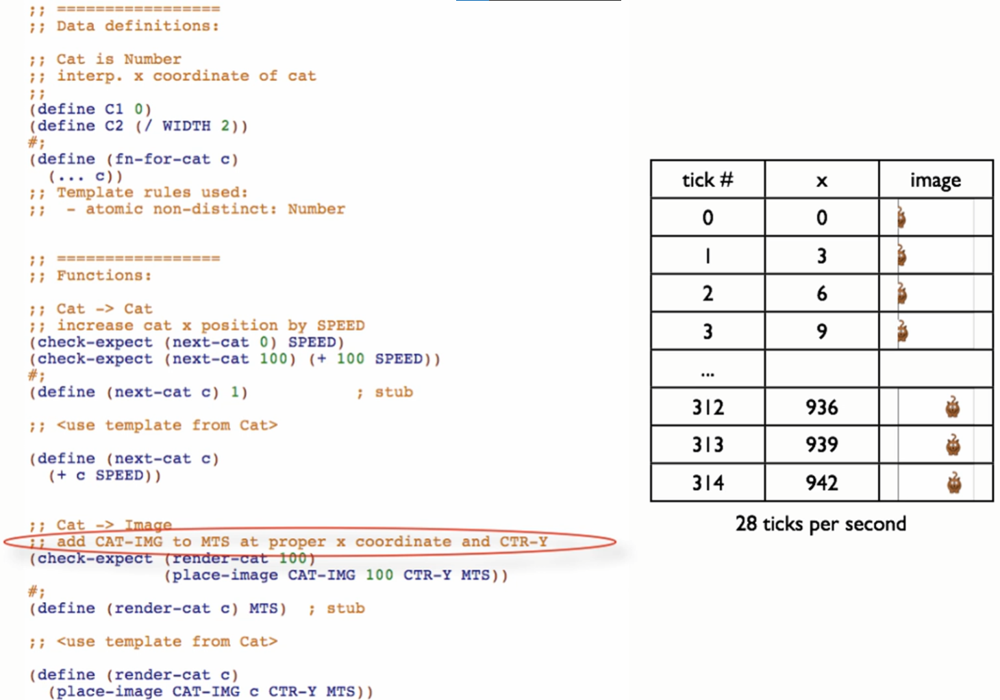 ;; =================
;; Data definitions:
;; Cat is Number
;; interp. x coordinate of cat
;;
(define C1 0)
(define C2 (/ WIDTH 2))
#;
(define (fn-for-cat c)
  (... c))
;; Template rules used:
;;  - atomic non-distinct: Number
;; =================
;; Functions:
;; Cat -> Cat
;; increase cat x position by SPEED
(check-expect (next-cat 0) SPEED)
(check-expect (next-cat 100) (+ 100 SPEED))
#;
(define (next-cat c) 1)           ; stub
;; <use template from Cat>
(define (next-cat c)
  (+ c SPEED))
;; Cat -> Image
;; add CAT-IMG to MTS at proper x coordinate and CTR-Y
(check-expect (render-cat 100)
              (place-image CAT-IMG 100 CTR-Y MTS))
#;
(define (render-cat c) MTS)  ; stub
;; <use template from Cat>
(define (render-cat c)
  (place-image CAT-IMG c CTR-Y MTS))
tick # x image
0 0
1 3
2 6
3 9
...
312 936
313 939
314 942
28 ticks per second